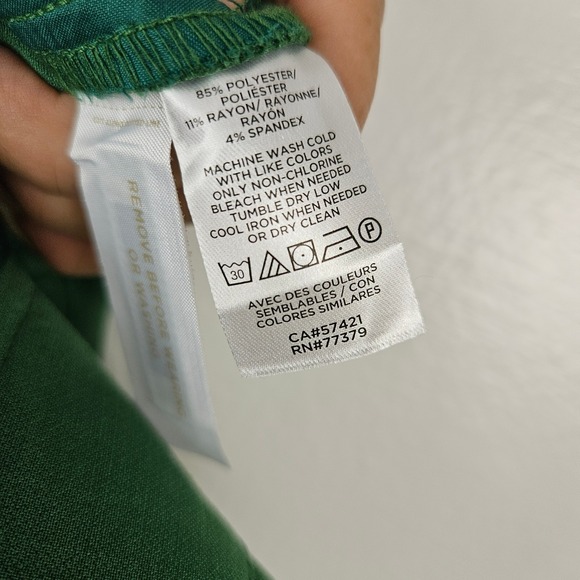 85% POLYESTER/
POLIÉSTER
11% RAYON/ RAYONNE/
RAYÓN
4% SPANDEX
MACHINE WASH COLD
WITH LIKE COLORS
ONLY NON-CHLORINE
BLEACH WHEN NEEDED
TUMBLE DRY LOW
COOL IRON WHEN NEEDED
OR DRY CLEAN
30 P
AVEC DES COULEURS
SEMBLABLES / CON
COLORES SIMILARES
CA#57421
RN#77379
REMOVE BEFORE
OR